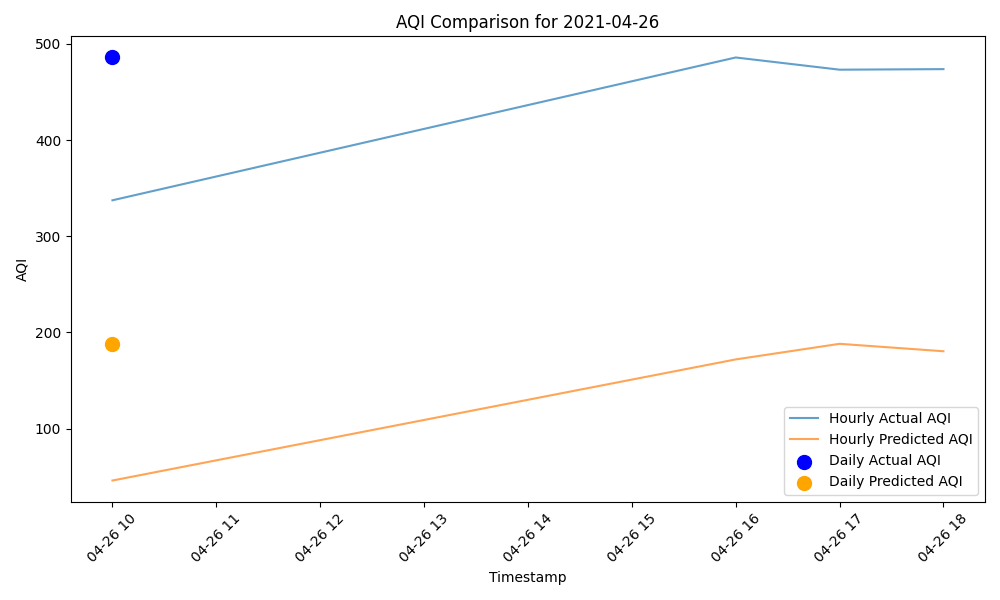 AQI Comparison for 2021-04-26
500
400
300
200
100
AQI
04-26 10
04-26 11
04-26 12
04-26 13
04-26 14
04-26 15
04-26 16
04-26 17
04-26 18
Timestamp
Hourly Actual AQI
Hourly Predicted AQI
Daily Actual AQI
Daily Predicted AQI